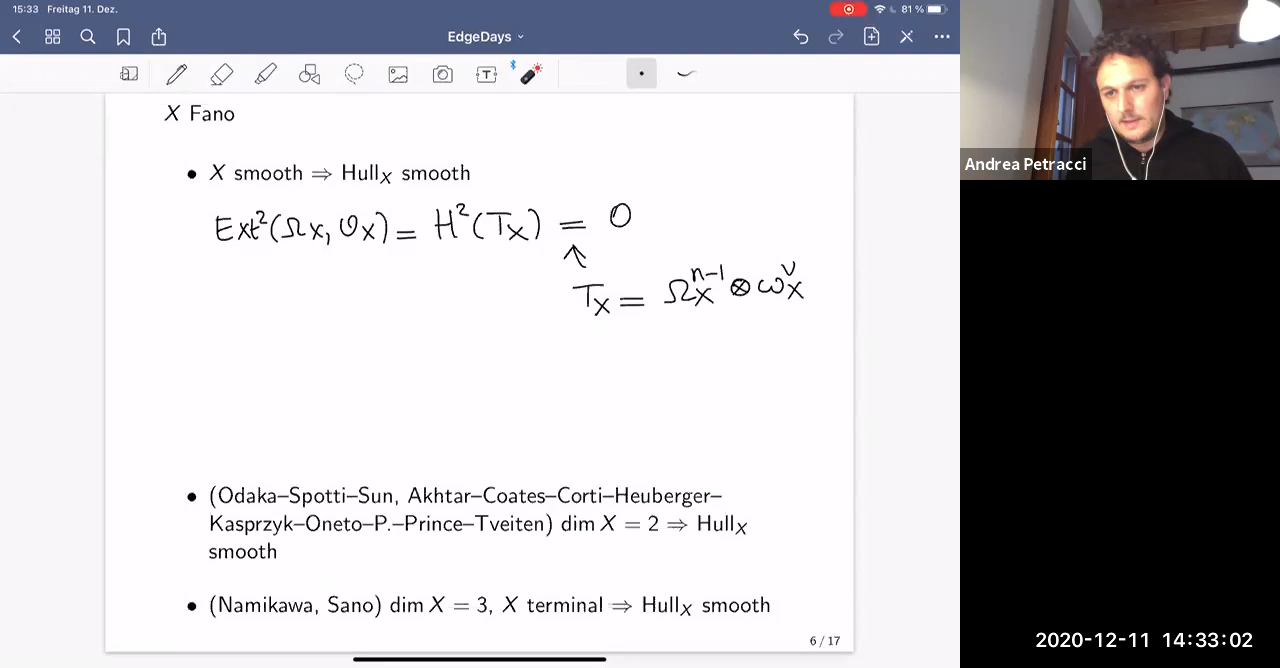 15:33 Freitag 11. Dez.
81 %
EdgeDays
T
X Fano
• X smooth ⇒ Hull_X smooth
Ext²(Ω_X, O_X) = H²(T_X) = 0
↑
T_X = Ω_X^{n-1} ⊗ ω_X^∨
• (Odaka–Spotti–Sun, Akhtar–Coates–Corti–Heuberger–
Kasprzyk–Oneto–P.–Prince–Tveiten) dim X = 2 ⇒ Hull_X
smooth
• (Namikawa, Sano) dim X = 3, X terminal ⇒ Hull_X smooth
6 / 17
Andrea Petracci
2020-12-11 14:33:02